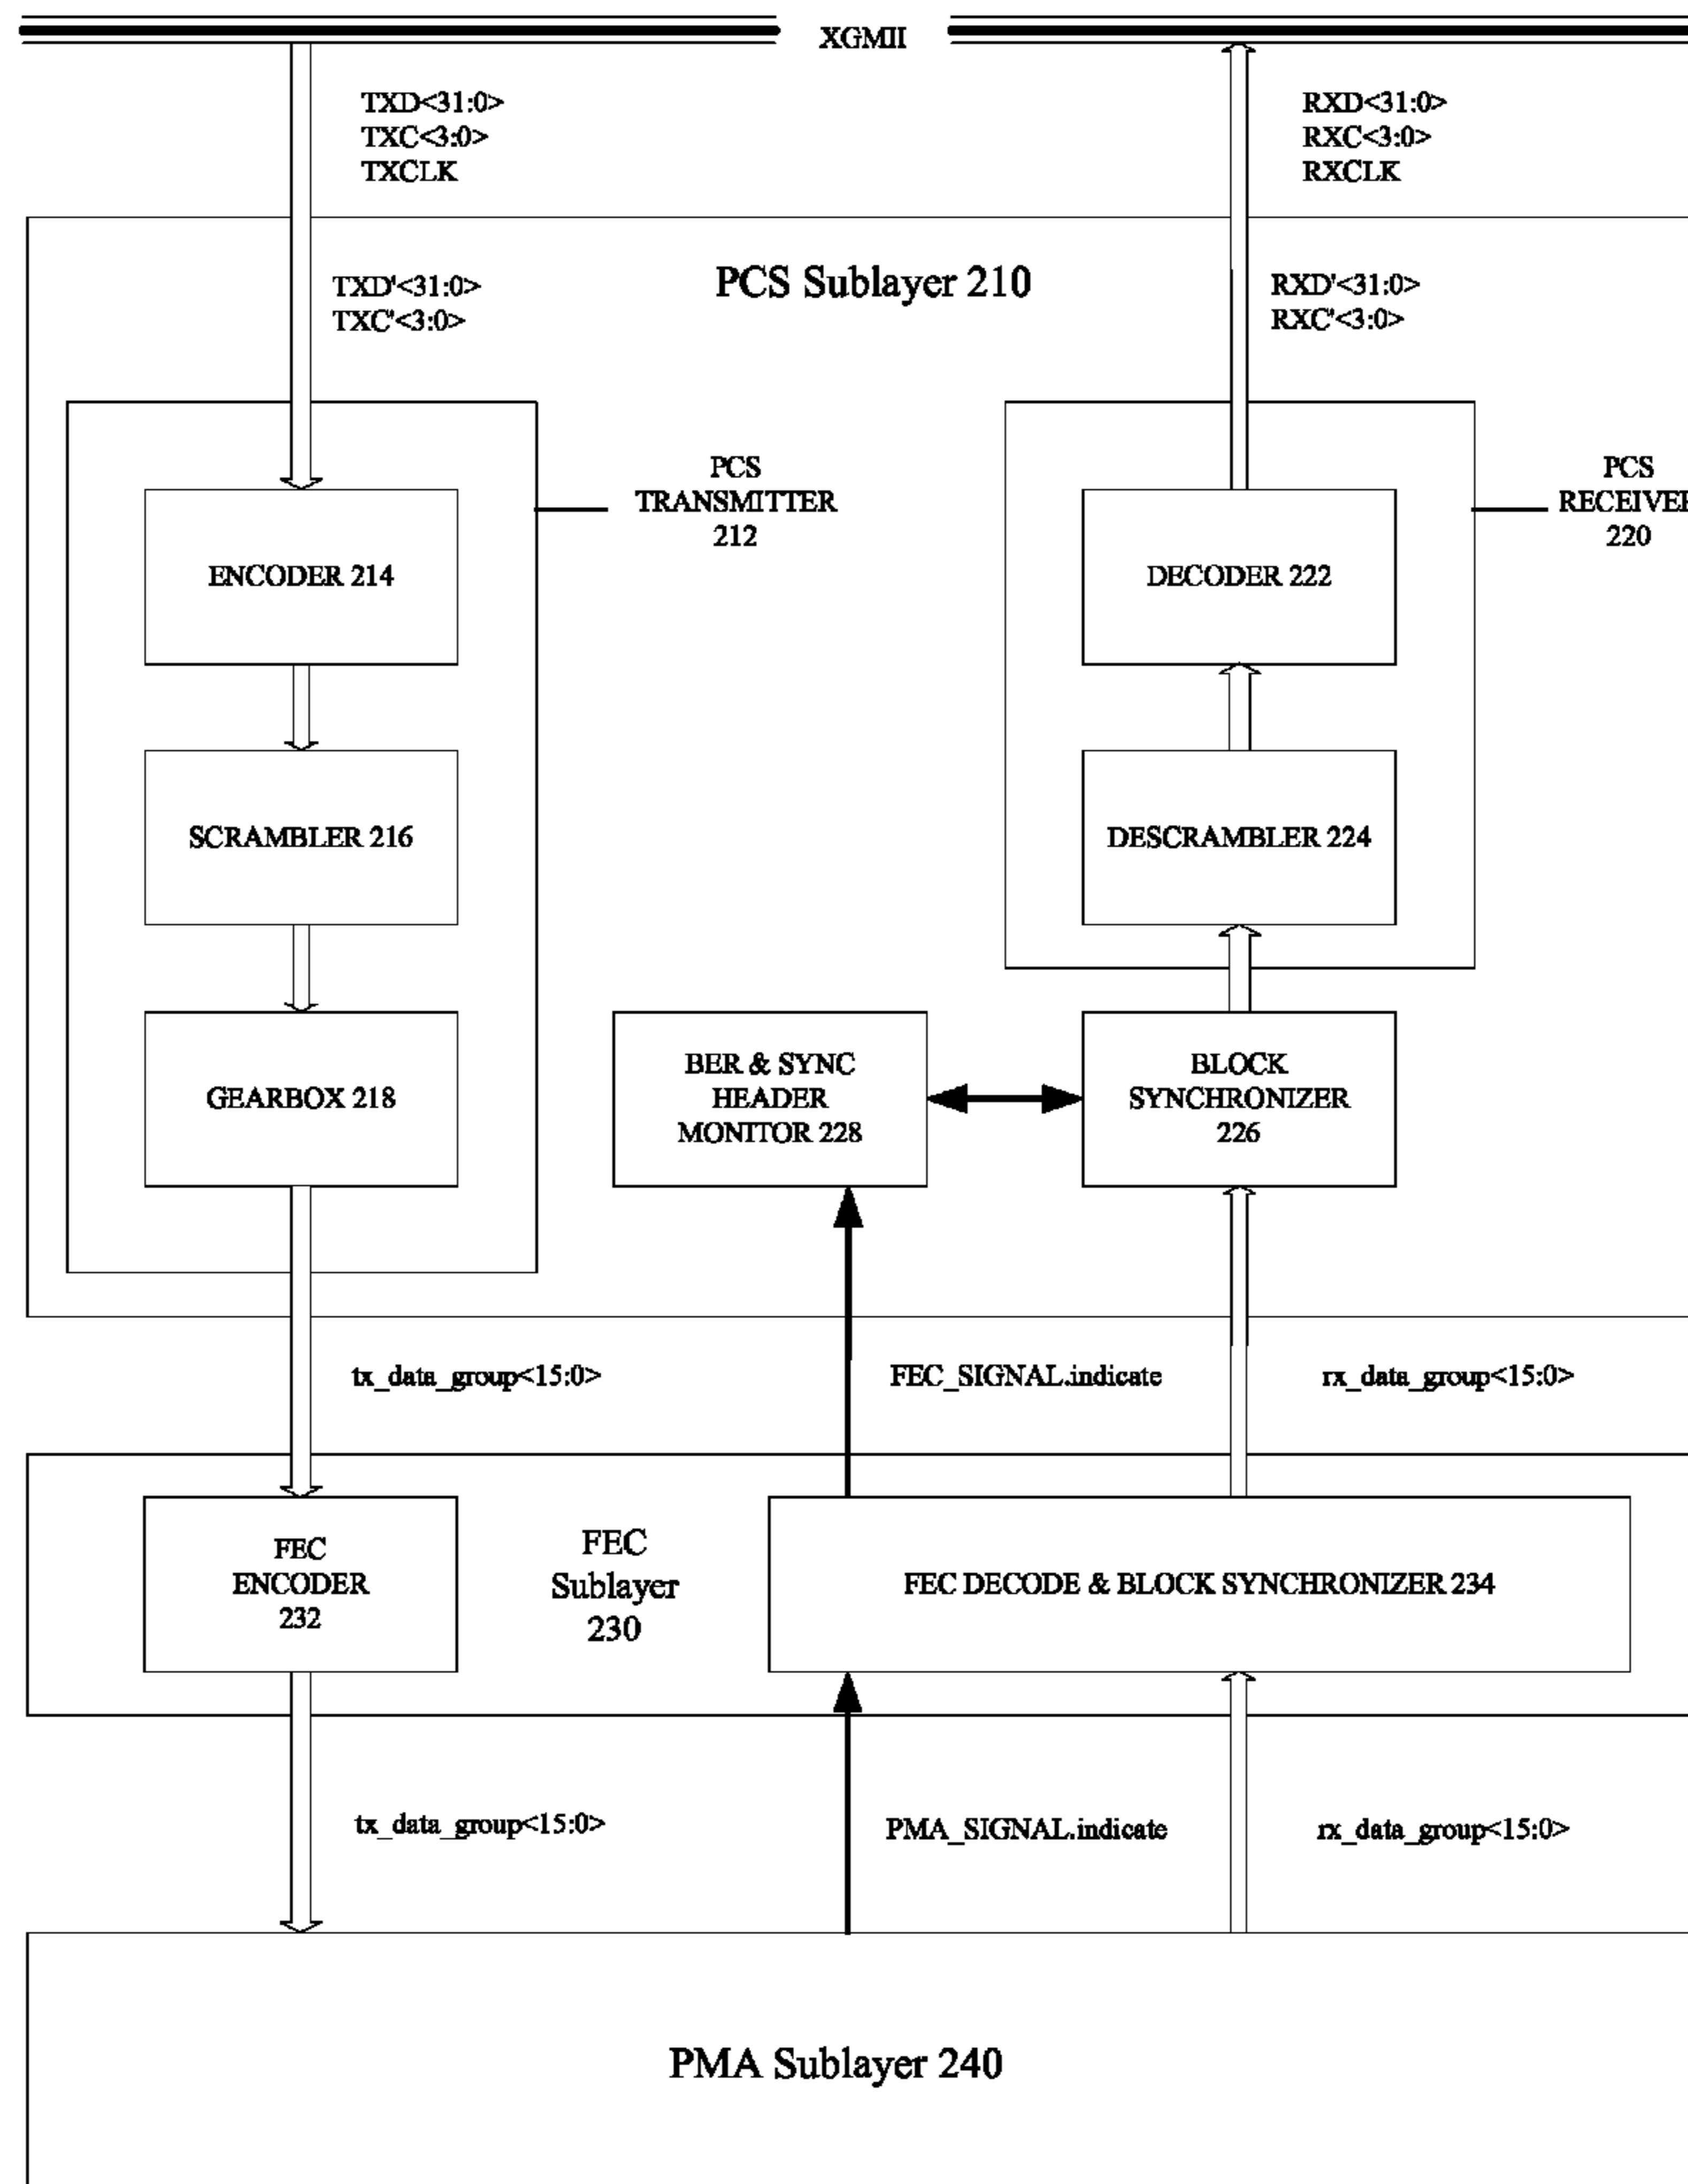 XGMII
TXD<31:0>
TXC<3:0>
TXCLK
RXD<31:0>
RXC<3:0>
RXCLK
PCS Sublayer 210
TXD'<31:0>
TXC'<3:0>
RXD'<31:0>
RXC'<3:0>
PCS
TRANSMITTER
212
PCS
RECEIVER
220
ENCODER 214
DECODER 222
SCRAMBLER 216
DESCRAMBLER 224
GEARBOX 218
BER & SYNC
HEADER
MONITOR 228
BLOCK
SYNCHRONIZER
226
tx_data_group<15:0>
FEC_SIGNAL.indicate
rx_data_group<15:0>
FEC
ENCODER
232
FEC
Sublayer
230
FEC DECODE & BLOCK SYNCHRONIZER 234
tx_data_group<15:0>
PMA_SIGNAL.indicate
rx_data_group<15:0>
PMA Sublayer 240